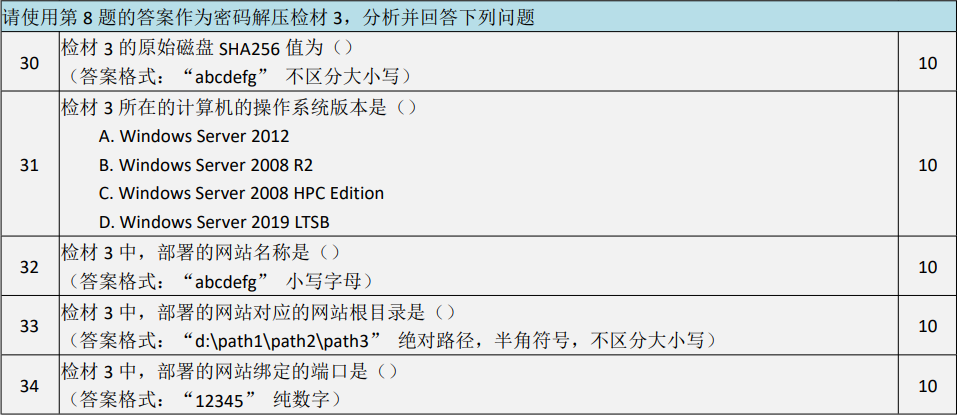 请使用第 8 题的答案作为密码解压检材 3，分析并回答下列问题
30
检材 3 的原始磁盘 SHA256 值为（）
（答案格式：“abcdefg” 不区分大小写）
10
31
检材 3 所在的计算机的操作系统版本是（）
A. Windows Server 2012
B. Windows Server 2008 R2
C. Windows Server 2008 HPC Edition
D. Windows Server 2019 LTSB
10
32
检材 3 中，部署的网站名称是（）
（答案格式：“abcdefg” 小写字母）
10
33
检材 3 中，部署的网站对应的网站根目录是（）
（答案格式：“d:\path1\path2\path3” 绝对路径，半角符号，不区分大小写）
10
34
检材 3 中，部署的网站绑定的端口是（）
（答案格式：“12345” 纯数字）
10